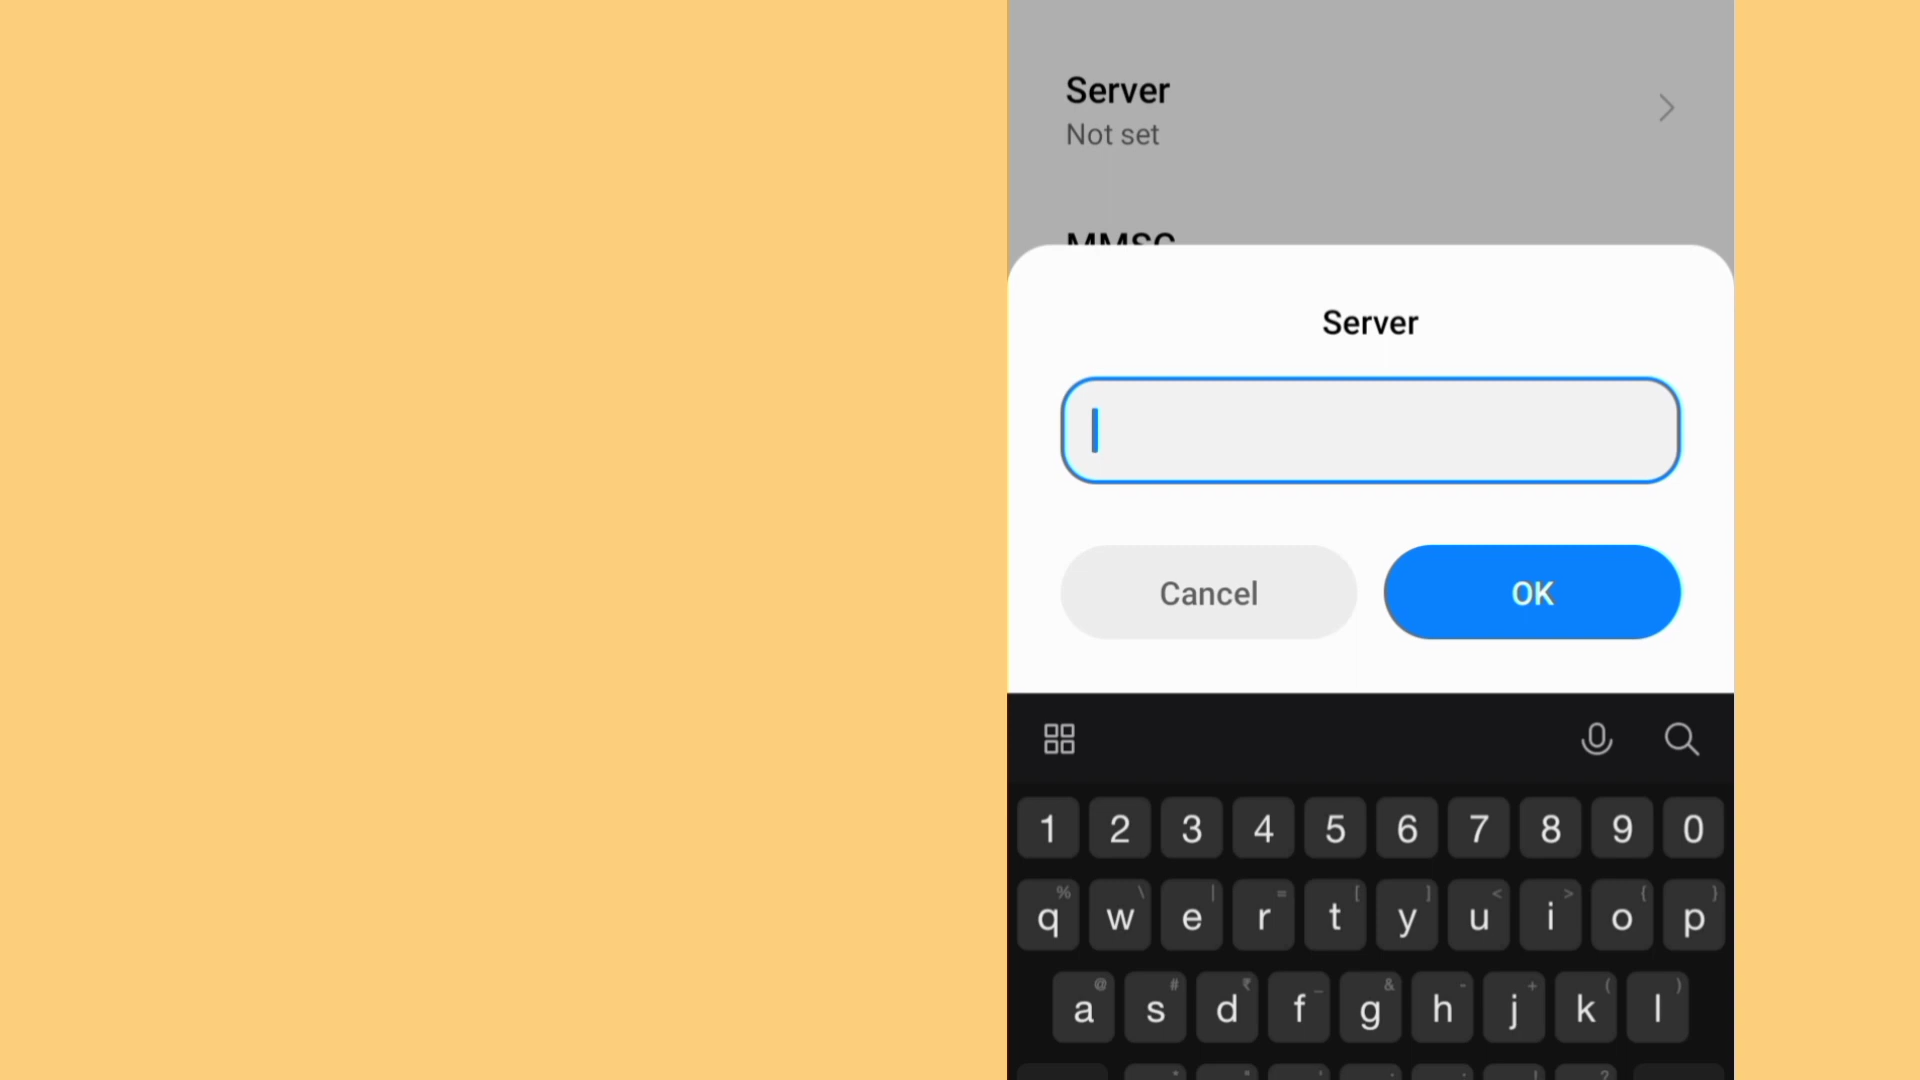 Server
Not set
MMSC
Server
Cancel
OK
1 2 3 4 5 6 7 8 9 0
% \ | = [ ] < > { }
q w e r t y u i o p
@ # ₹ _ & - + ( )
a s d f g h j k l